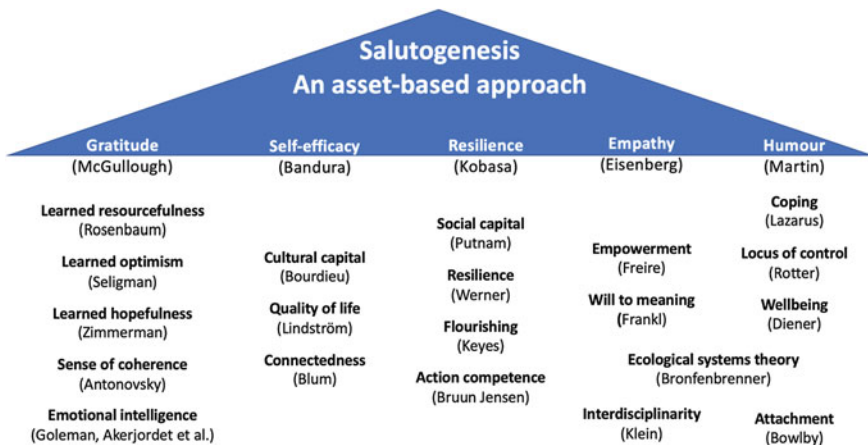 Salutogenesis
An asset-based approach
Gratitude
(McGullough)
Self-efficacy
(Bandura)
Resilience
(Kobasa)
Empathy
(Eisenberg)
Humour
(Martin)
Learned resourcefulness
(Rosenbaum)
Learned optimism
(Seligman)
Learned hopefulness
(Zimmerman)
Sense of coherence
(Antonovsky)
Emotional intelligence
(Goleman, Akerjordet et al.)
Cultural capital
(Bourdieu)
Quality of life
(Lindström)
Connectedness
(Blum)
Social capital
(Putnam)
Resilience
(Werner)
Flourishing
(Keyes)
Action competence
(Bruun Jensen)
Empowerment
(Freire)
Will to meaning
(Frankl)
Coping
(Lazarus)
Locus of control
(Rotter)
Wellbeing
(Diener)
Ecological systems theory
(Bronfenbrenner)
Interdisciplinarity
(Klein)
Attachment
(Bowlby)